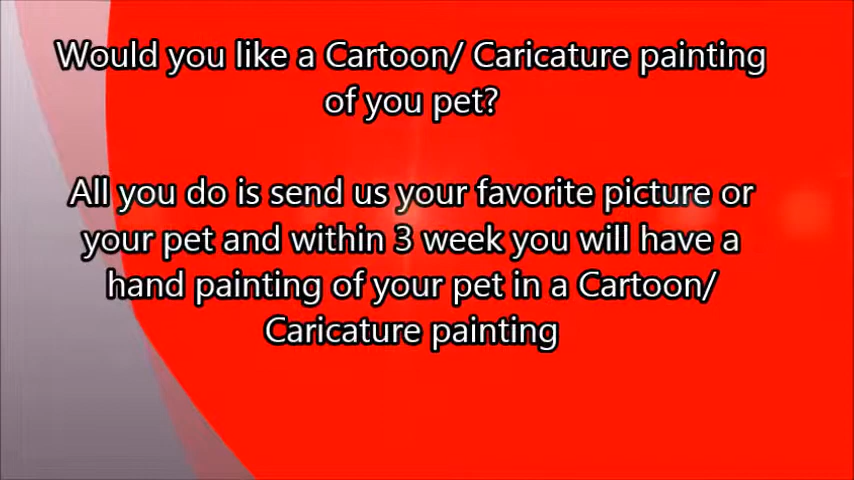 Would you like a Cartoon/ Caricature painting
of you pet?
All you do is send us your favorite picture or
your pet and within 3 week you will have a
hand painting of your pet in a Cartoon/
Caricature painting